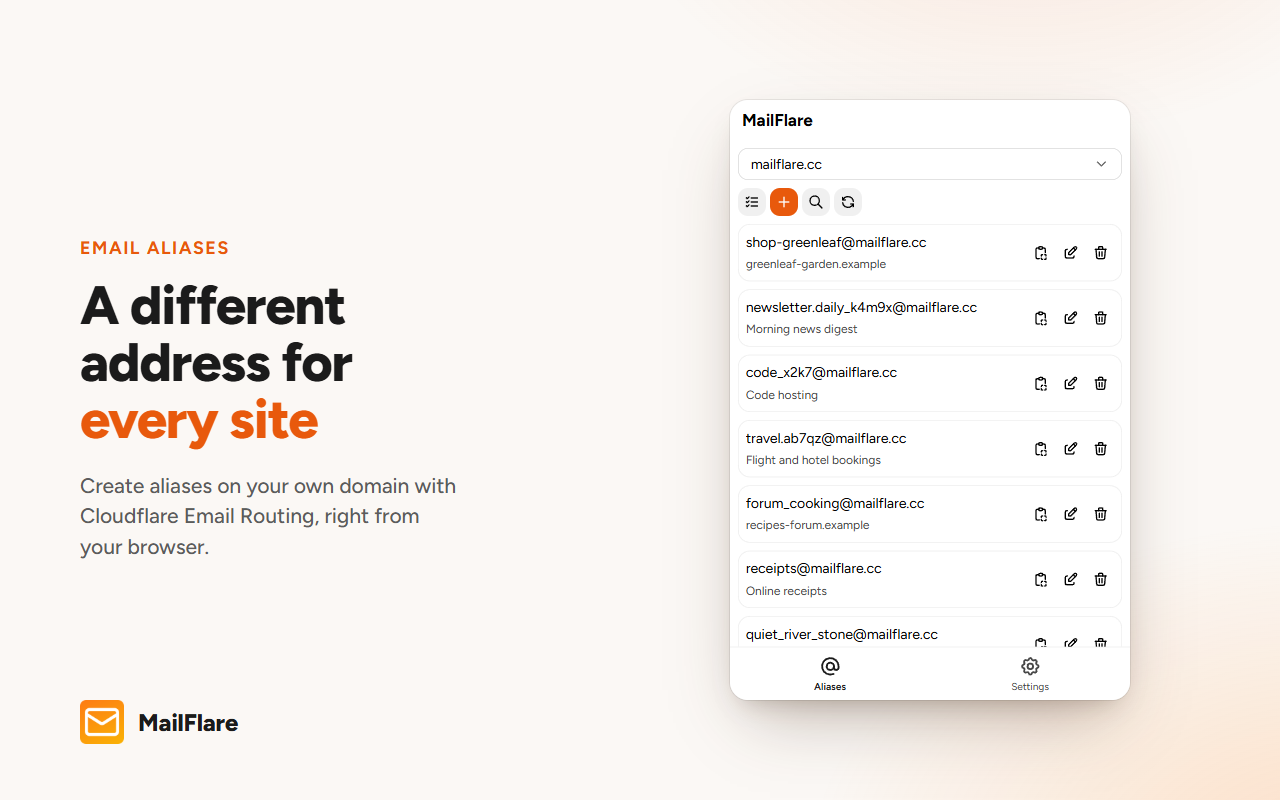 EMAIL ALIASES
A different
address for
every site
Create aliases on your own domain with
Cloudflare Email Routing, right from
your browser.
MailFlare
MailFlare
mailflare.cc
shop-greenleaf@mailflare.cc
greenleaf-garden.example
newsletter.daily_k4m9x@mailflare.cc
Morning news digest
code_x2k7@mailflare.cc
Code hosting
travel.ab7qz@mailflare.cc
Flight and hotel bookings
forum_cooking@mailflare.cc
recipes-forum.example
receipts@mailflare.cc
Online receipts
quiet_river_stone@mailflare.cc
Aliases
Settings